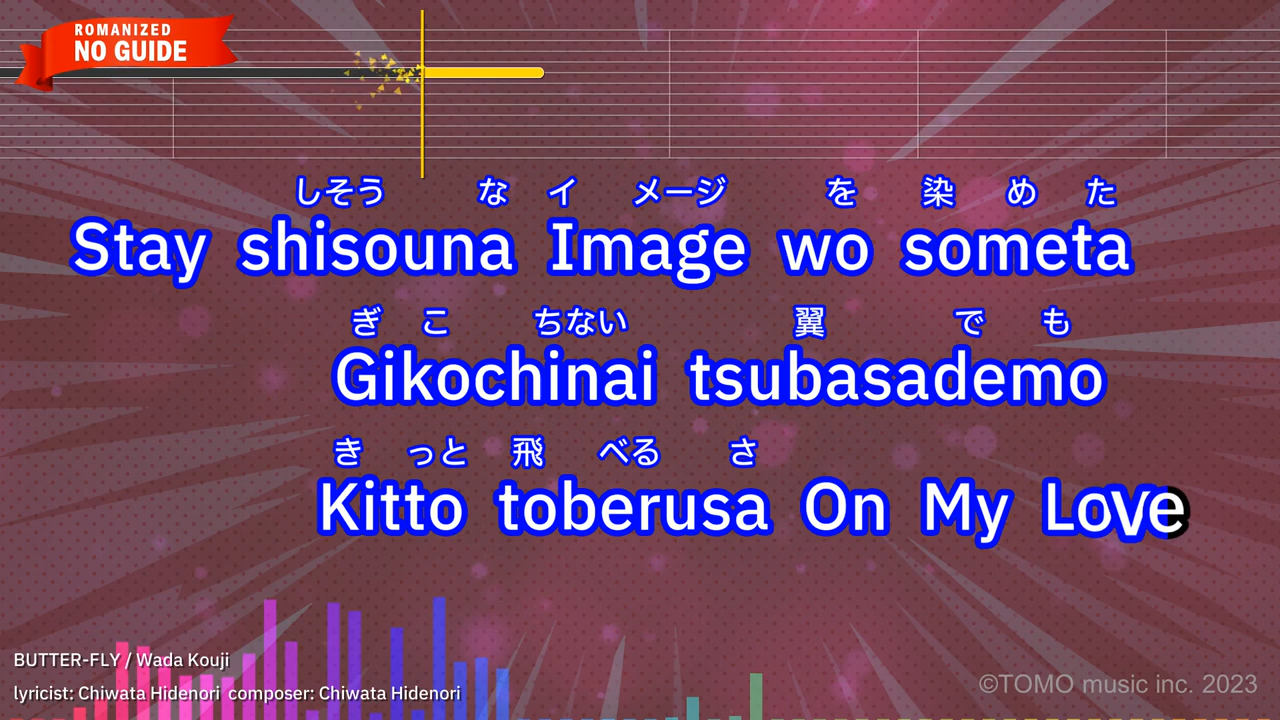 ROMANIZED
NO GUIDE
しそう な イ メージ を 染 め た
Stay shisouna Image wo someta
ぎ こ ちない 翼 で も
Gikochinai tsubasademo
き っと 飛 べる さ
Kitto toberusa On My Love
BUTTER-FLY / Wada Kouji
lyricist: Chiwata Hidenori composer: Chiwata Hidenori
©TOMO music inc. 2023